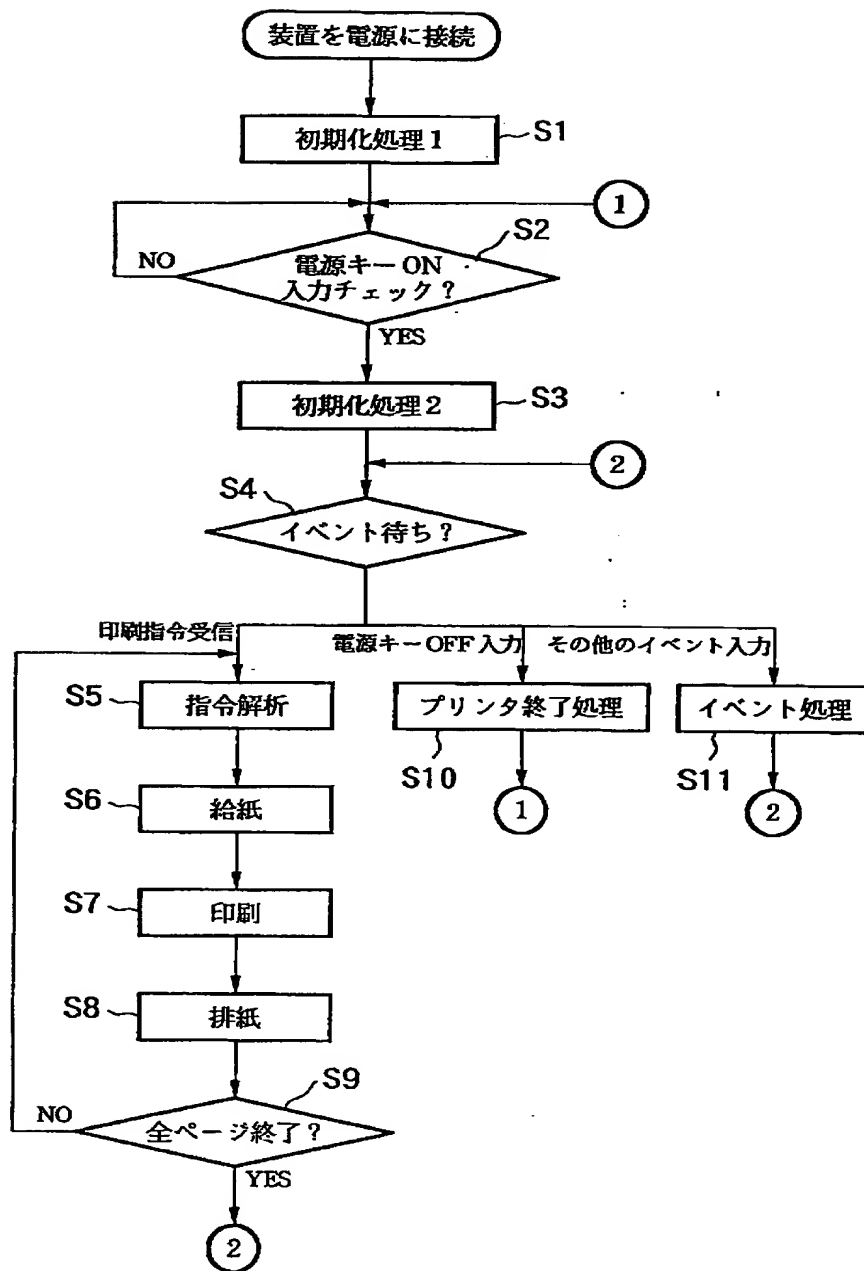 装置を電源に接続
初期化処理1
S1
①
S2
NO
電源キーON
入力チェック?
YES
初期化処理2
S3
②
S4
イベント待ち?
印刷指令受信
電源キーOFF入力
その他のイベント入力
S5
指令解析
プリンタ終了処理
イベント処理
S10
S11
S6
給紙
①
②
S7
印刷
S8
排紙
S9
NO
全ページ終了?
YES
②